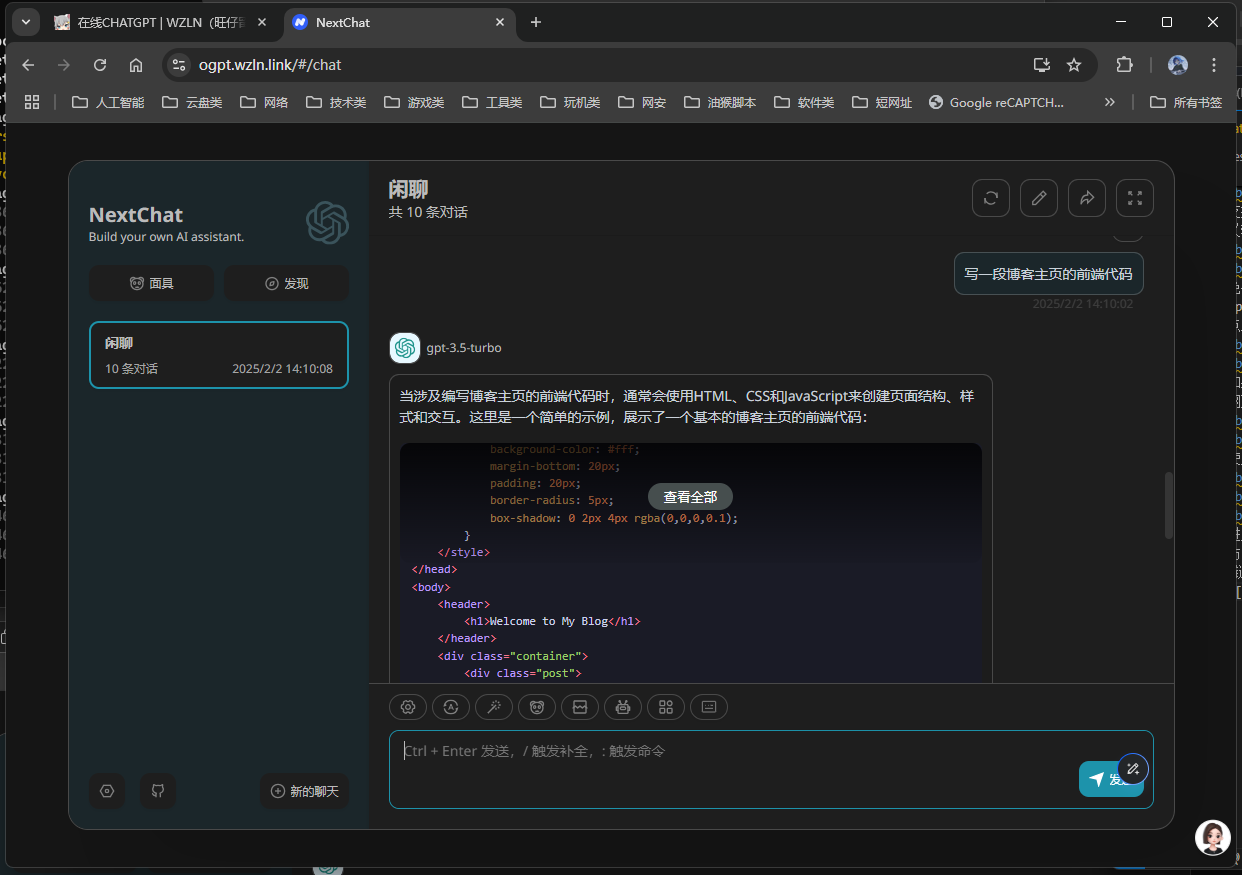 在线CHATGPT | WZLN（旺仔
NextChat
ogpt.wzln.link/#/chat
人工智能
云盘类
网络
技术类
游戏类
工具类
玩机类
网安
油猴脚本
软件类
短网址
Google reCAPTCH...
所有书签
NextChat
Build your own AI assistant.
面具
发现
闲聊
10 条对话
2025/2/2 14:10:08
新的聊天
闲聊
共 10 条对话
写一段博客主页的前端代码
2025/2/2 14:10:02
gpt-3.5-turbo
当涉及编写博客主页的前端代码时，通常会使用HTML、CSS和JavaScript来创建页面结构、样
式和交互。这里是一个简单的示例，展示了一个基本的博客主页的前端代码：
background-color: #fff;
margin-bottom: 20px;
padding: 20px;
查看全部
border-radius: 5px;
box-shadow: 0 2px 4px rgba(0,0,0,0.1);
}
</style>
</head>
<body>
<header>
<h1>Welcome to My Blog</h1>
</header>
<div class="container">
<div class="post">
Ctrl + Enter 发送，/ 触发补全，: 触发命令
发